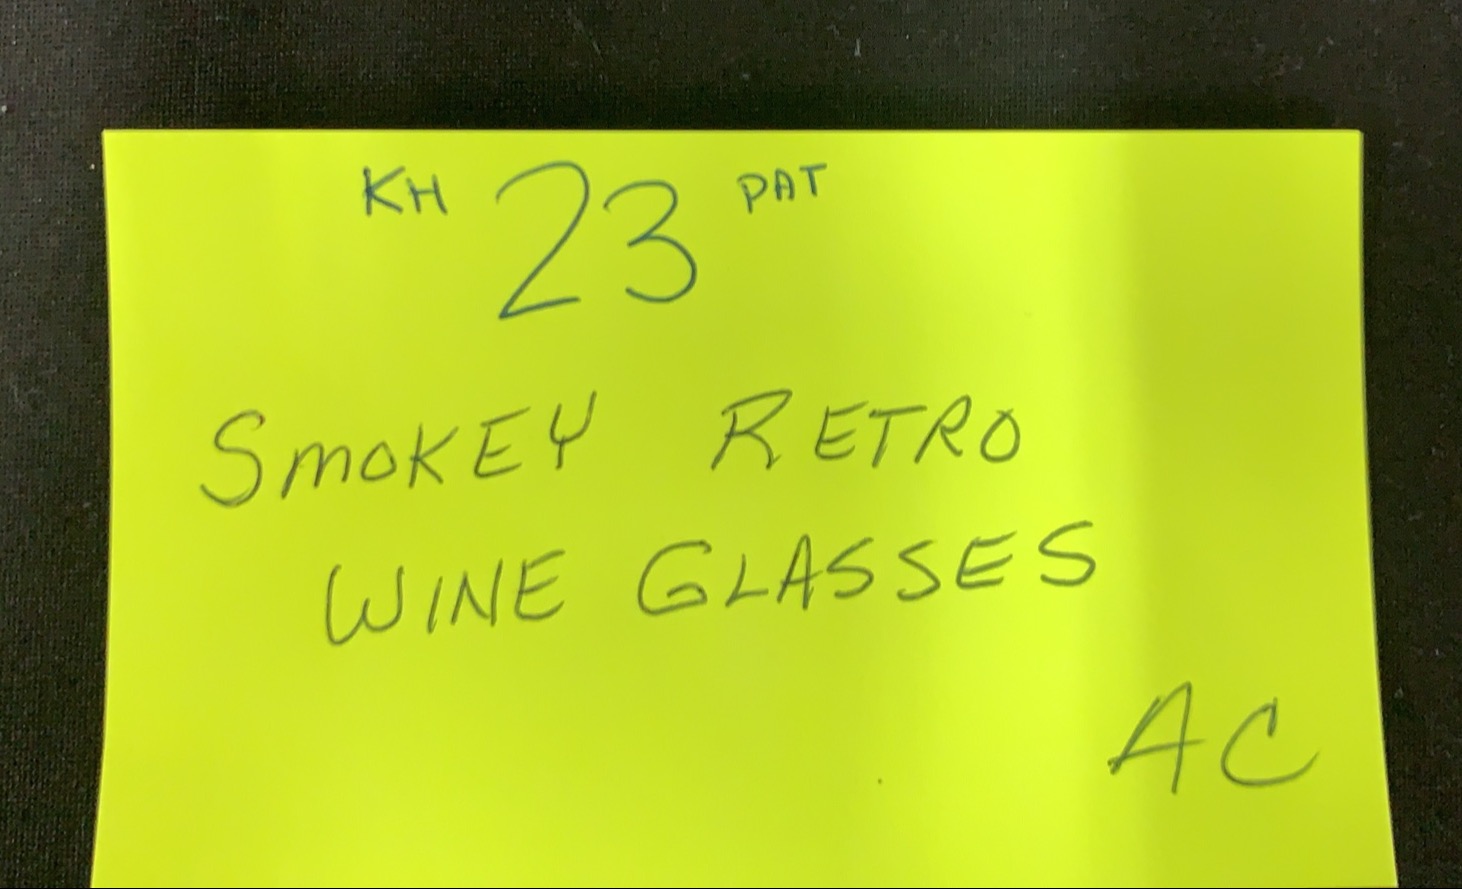 KH 23 PAT
SMOKEY RETRO
WINE GLASSES
AC